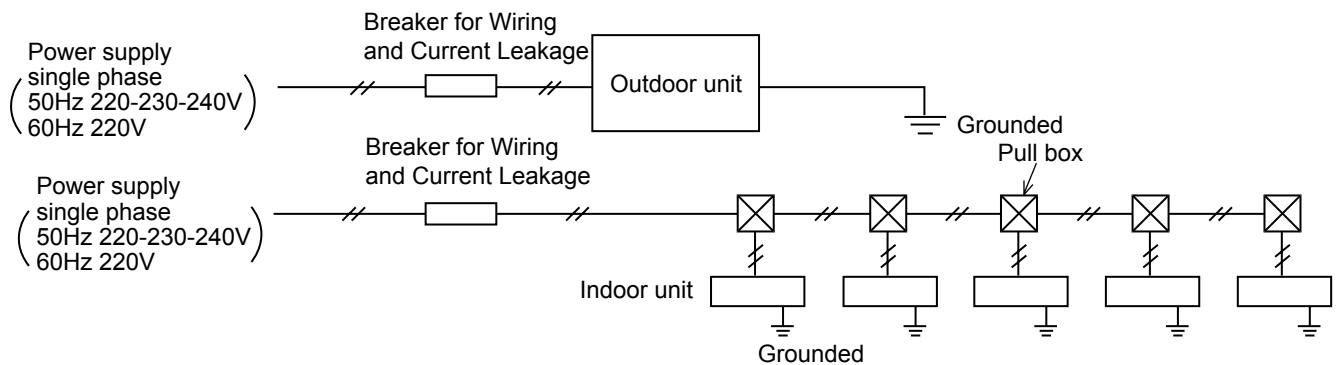 Breaker for Wiring
and Current Leakage
Power supply
single phase
50Hz 220-230-240V
60Hz 220V
Outdoor unit
Grounded
Pull box
Breaker for Wiring
and Current Leakage
Power supply
single phase
50Hz 220-230-240V
60Hz 220V
Indoor unit
Grounded